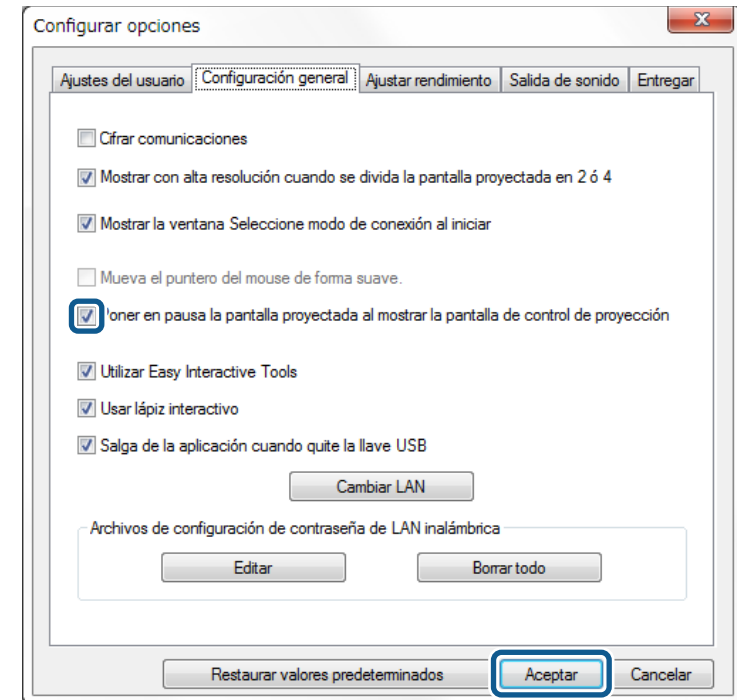 Configurar opciones
Ajustes del usuario Configuración general Ajustar rendimiento Salida de sonido Entregar
Cifrar comunicaciones
Mostrar con alta resolución cuando se divida la pantalla proyectada en 2 ó 4
Mostrar la ventana Seleccione modo de conexión al iniciar
Mueva el puntero del mouse de forma suave.
Poner en pausa la pantalla proyectada al mostrar la pantalla de control de proyección
Utilizar Easy Interactive Tools
Usar lápiz interactivo
Salga de la aplicación cuando quite la llave USB
Cambiar LAN
Archivos de configuración de contraseña de LAN inalámbrica
Editar Borrar todo
Restaurar valores predeterminados Aceptar Cancelar